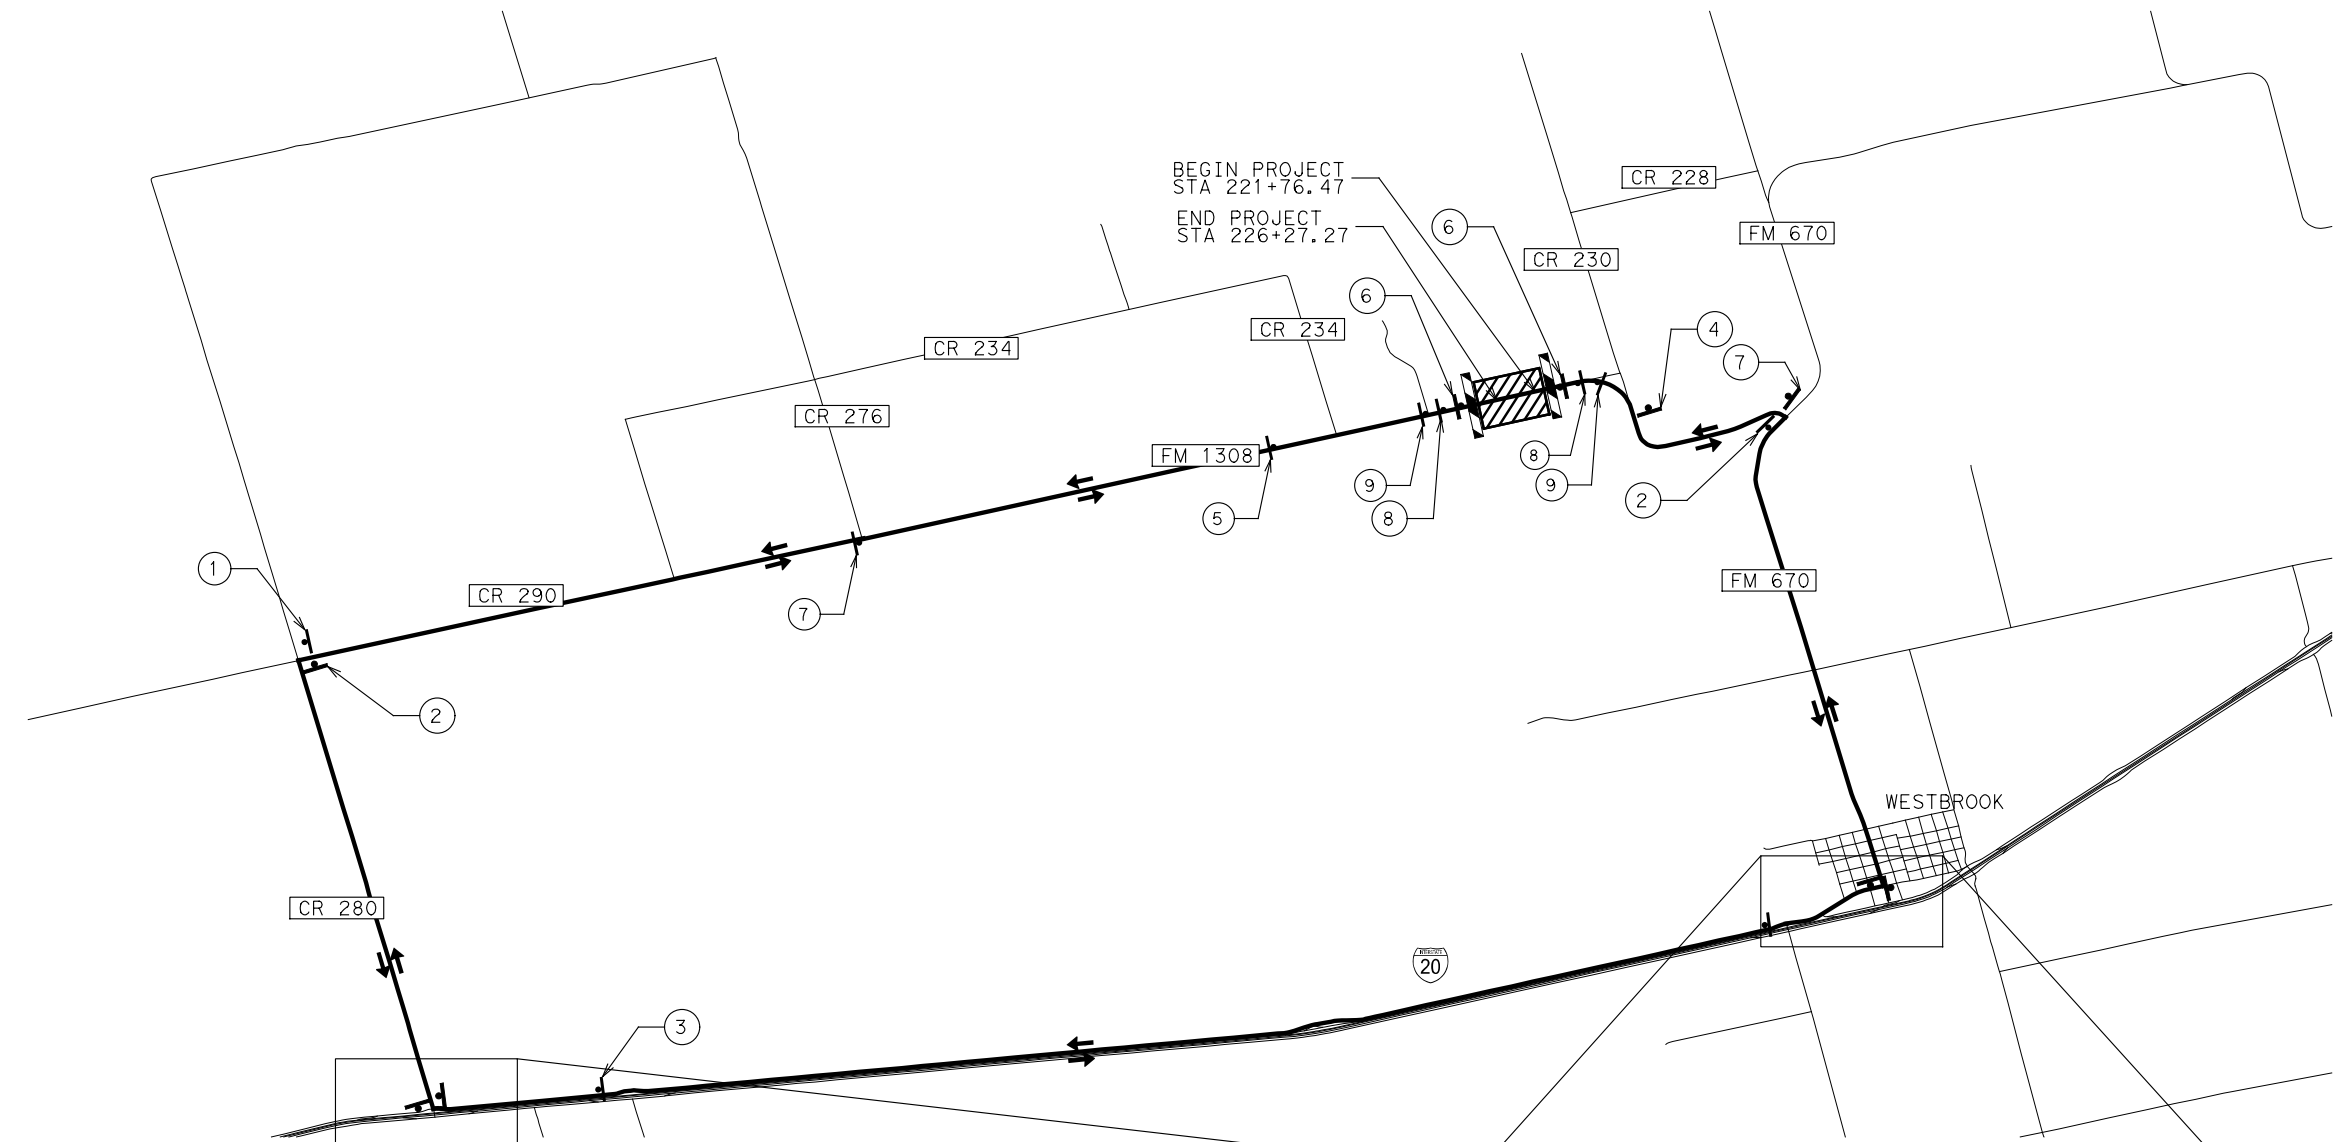 BEGIN PROJECT
STA 221+76.47
CR 228
END PROJECT
STA 226+27.27
6
FM 670
CR 230
6
CR 234
4
CR 234
7
CR 276
FM 1308
8
9
9
2
5
8
1
FM 670
CR 290
7
2
WESTBROOK
CR 280
INTERSTATE
20
3